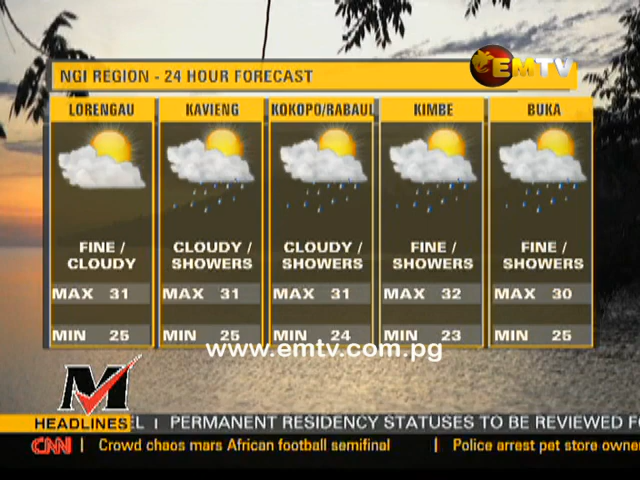 EMTV
NGI REGION - 24 HOUR FORECAST
LORENGAU
FINE /
CLOUDY
MAX 31
MIN 25
KAVIENG
CLOUDY /
SHOWERS
MAX 31
MIN 25
KOKOPO/RABAUL
CLOUDY /
SHOWERS
MAX 31
MIN 24
KIMBE
FINE /
SHOWERS
MAX 32
MIN 23
BUKA
FINE /
SHOWERS
MAX 30
MIN 25
www.emtv.com.pg
M
HEADLINES EL | PERMANENT RESIDENCY STATUSES TO BE REVIEWED FO
CNN | Crowd chaos mars African football semifinal | Police arrest pet store owne